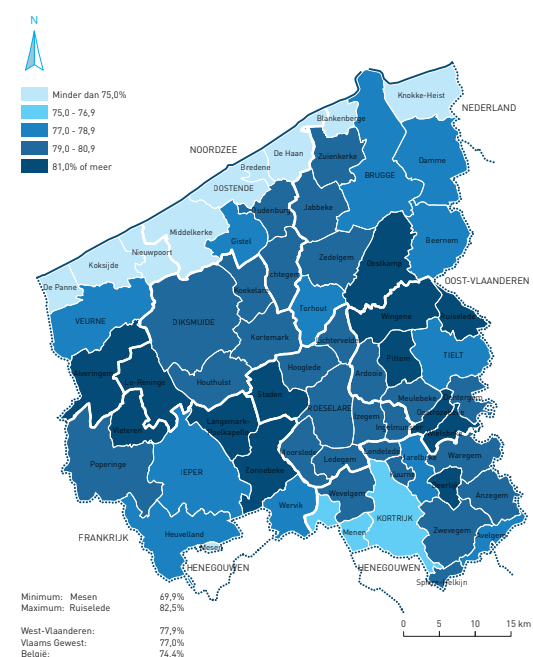 N
Minder dan 75,0%
75,0 - 76,9
77,0 - 78,9
79,0 - 80,9
81,0% of meer
NOORDZEE
NEDERLAND
OOST-VLAANDEREN
FRANKRIJK
HENEGOUWEN
HENEGOUWEN
Knokke-Heist
Blankenberge
De Haan
Zuienkerke
Bredene
Damme
BRUGGE
OOSTENDE
Oudenburg
Jabbeke
Middelkerke
Gistel
Beernem
Nieuwpoort
Koksijde
Zedelgem
Oostkamp
De Panne
Ichtegem
Koekelare
VEURNE
DIKSMUIDE
Torhout
Wingene
Ruiselede
Kortemark
Lichtervelde
TIELT
Pittem
Alveringem
Lo-Reninge
Houthulst
Hooglede
Ardooie
Staden
Meulebeke
Dentergem
ROESELARE
Oostrozebeke
Izegem
Ingelmunster
Wielsbeke
Vleteren
Langemark-
Poelkapelle
Moorslede
Ledegem
Lendelede
Harelbeke
Waregem
Poperinge
IEPER
Zonnebeke
Kuurne
Deerlijk
Wevelgem
Anzegem
Wervik
KORTRIJK
Menen
Zwevegem
Avelgem
Heuvelland
Mesen
Spiere-Helkijn
Minimum: Mesen 69,9%
Maximum: Ruiselede 82,5%
West-Vlaanderen: 77,9%
Vlaams Gewest: 77,0%
België: 74,4%
0 5 10 15 km